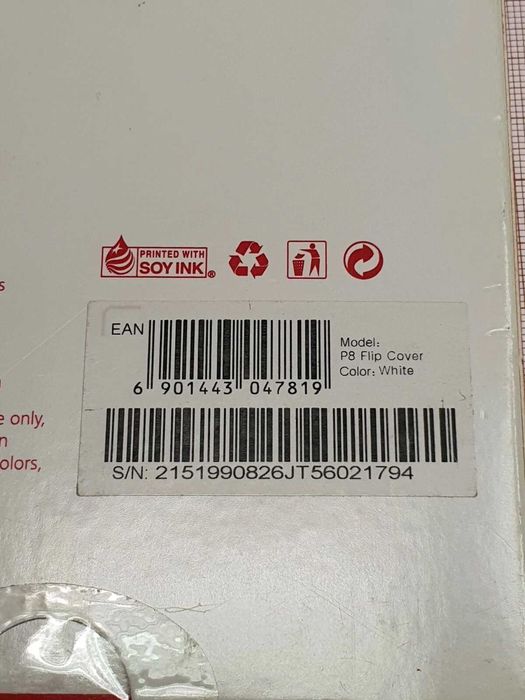 PRINTED WITH
SOY INK®
s
e only,
n
olors,
EAN
6 901443 047819
Model:
P8 Flip Cover
Color: White
S/N: 2151990826JT56021794